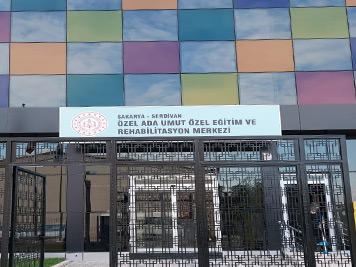 SAKARYA - SERDİVAN
ÖZEL ADA UMUT ÖZEL EĞİTİM VE
REHABİLİTASYON MERKEZİ